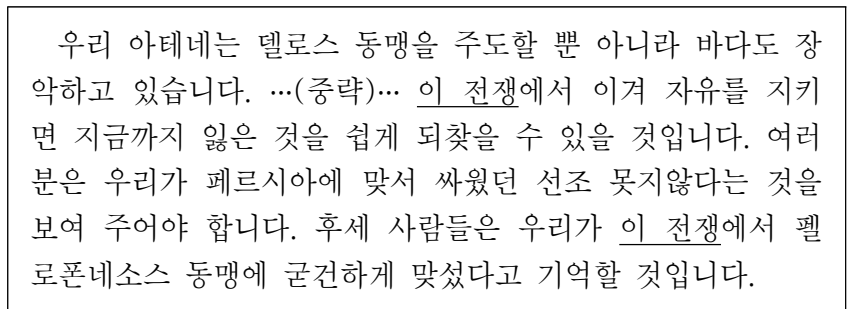 우리 아테네는 델로스 동맹을 주도할 뿐 아니라 바다도 장
악하고 있습니다. …(중략)… 이 전쟁에서 이겨 자유를 지키
면 지금까지 잃은 것을 쉽게 되찾을 수 있을 것입니다. 여러
분은 우리가 페르시아에 맞서 싸웠던 선조 못지않다는 것을
보여 주어야 합니다. 후세 사람들은 우리가 이 전쟁에서 펠
로폰네소스 동맹에 굳건하게 맞섰다고 기억할 것입니다.